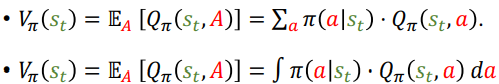 • V_π(s_t) = 𝔼_A [Q_π(s_t, A)] = ∑_a π(a|s_t) · Q_π(s_t, a).
• V_π(s_t) = 𝔼_A [Q_π(s_t, A)] = ∫ π(a|s_t) · Q_π(s_t, a) da